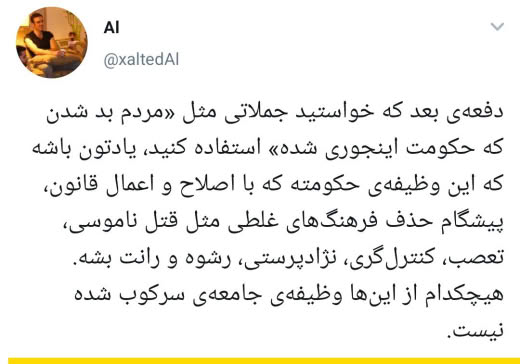 Al
@xaltedAl
دفعه‌ی بعد که خواستید جملاتی مثل «مردم بد شدن
که حکومت اینجوری شده» استفاده کنید، یادتون باشه
که این وظیفه‌ی حکومته که با اصلاح و اعمال قانون،
پیشگام حذف فرهنگ‌های غلطی مثل قتل ناموسی،
تعصب، کنترل‌گری، نژادپرستی، رشوه و رانت بشه.
هیچکدام از این‌ها وظیفه‌ی جامعه‌ی سرکوب شده
نیست.